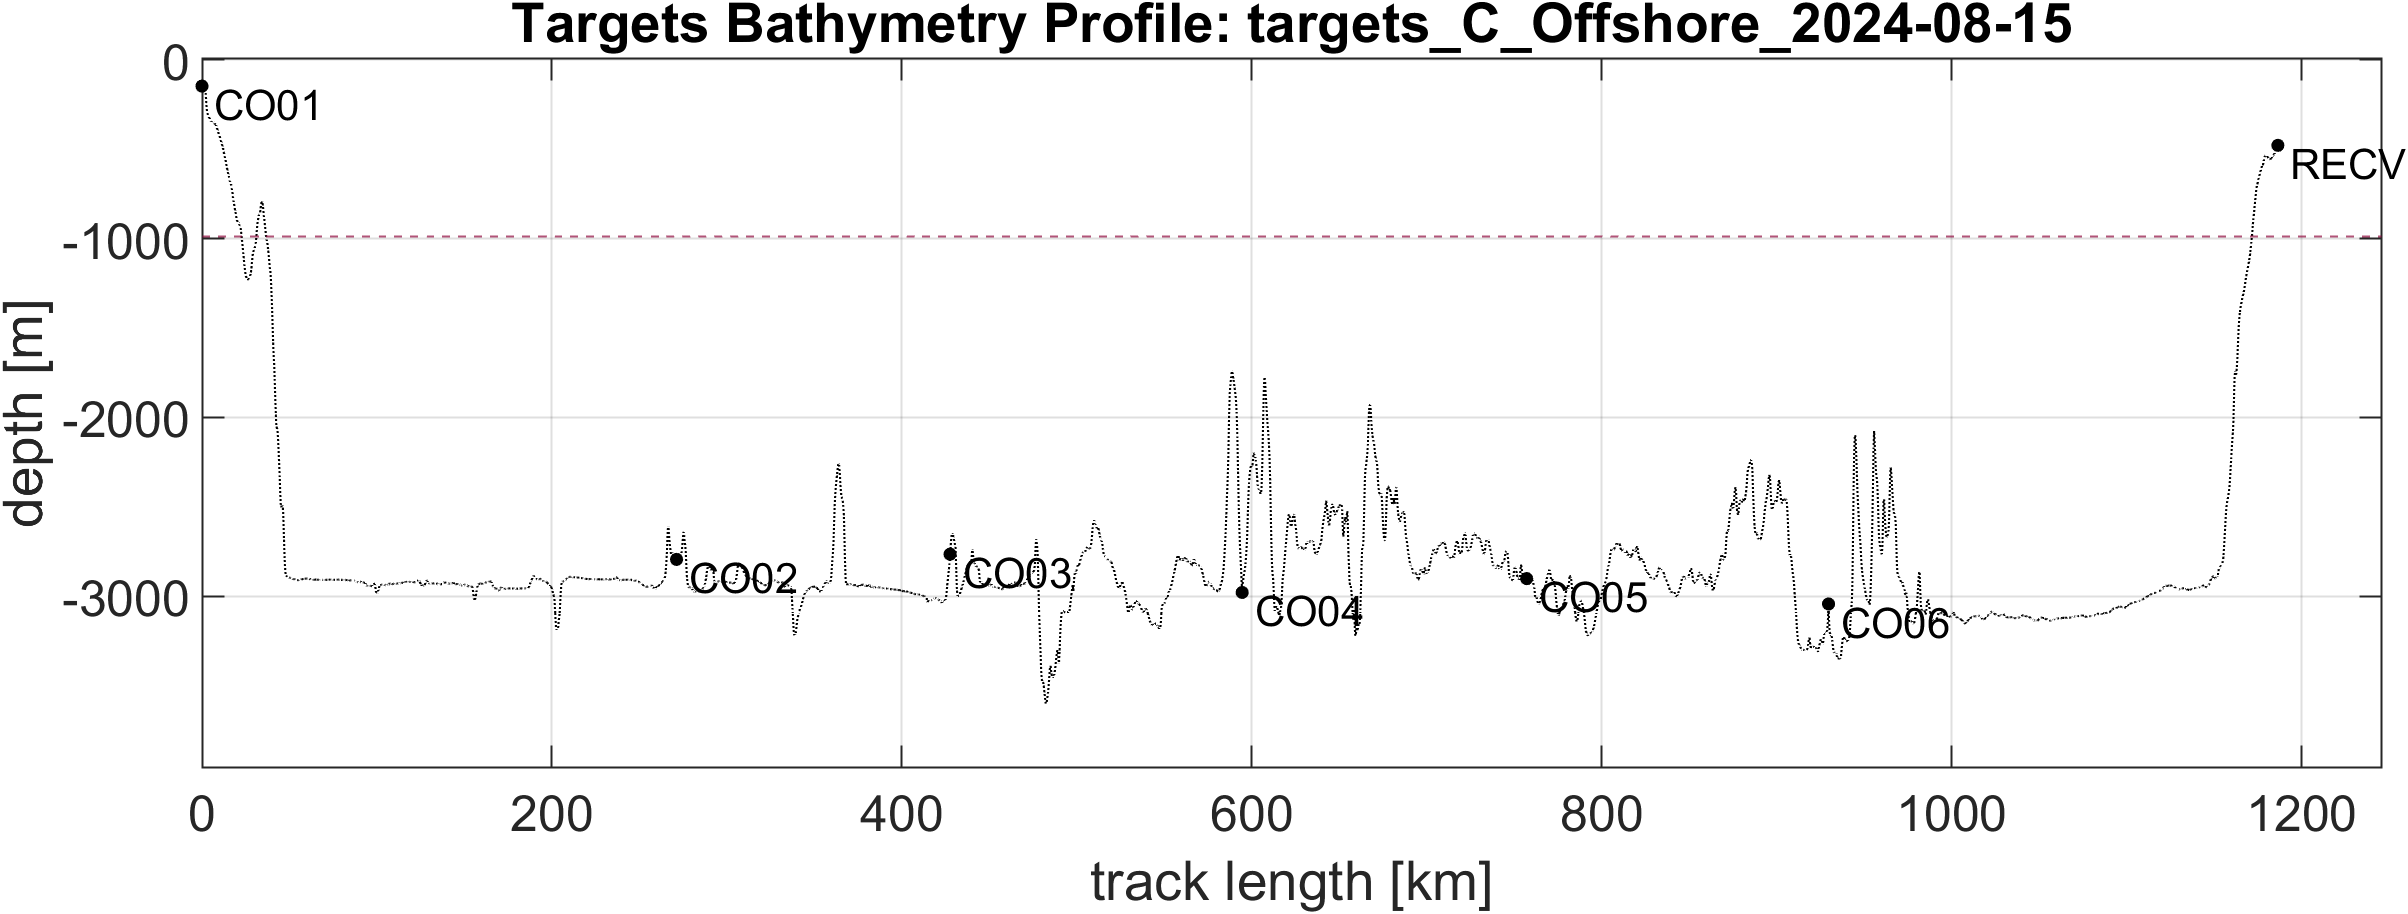 Targets Bathymetry Profile: targets_C_Offshore_2024-08-15
0
-1000
-2000
-3000
depth [m]
CO01
CO02
CO03
CO04
CO05
CO06
RECV
0 200 400 600 800 1000 1200
track length [km]